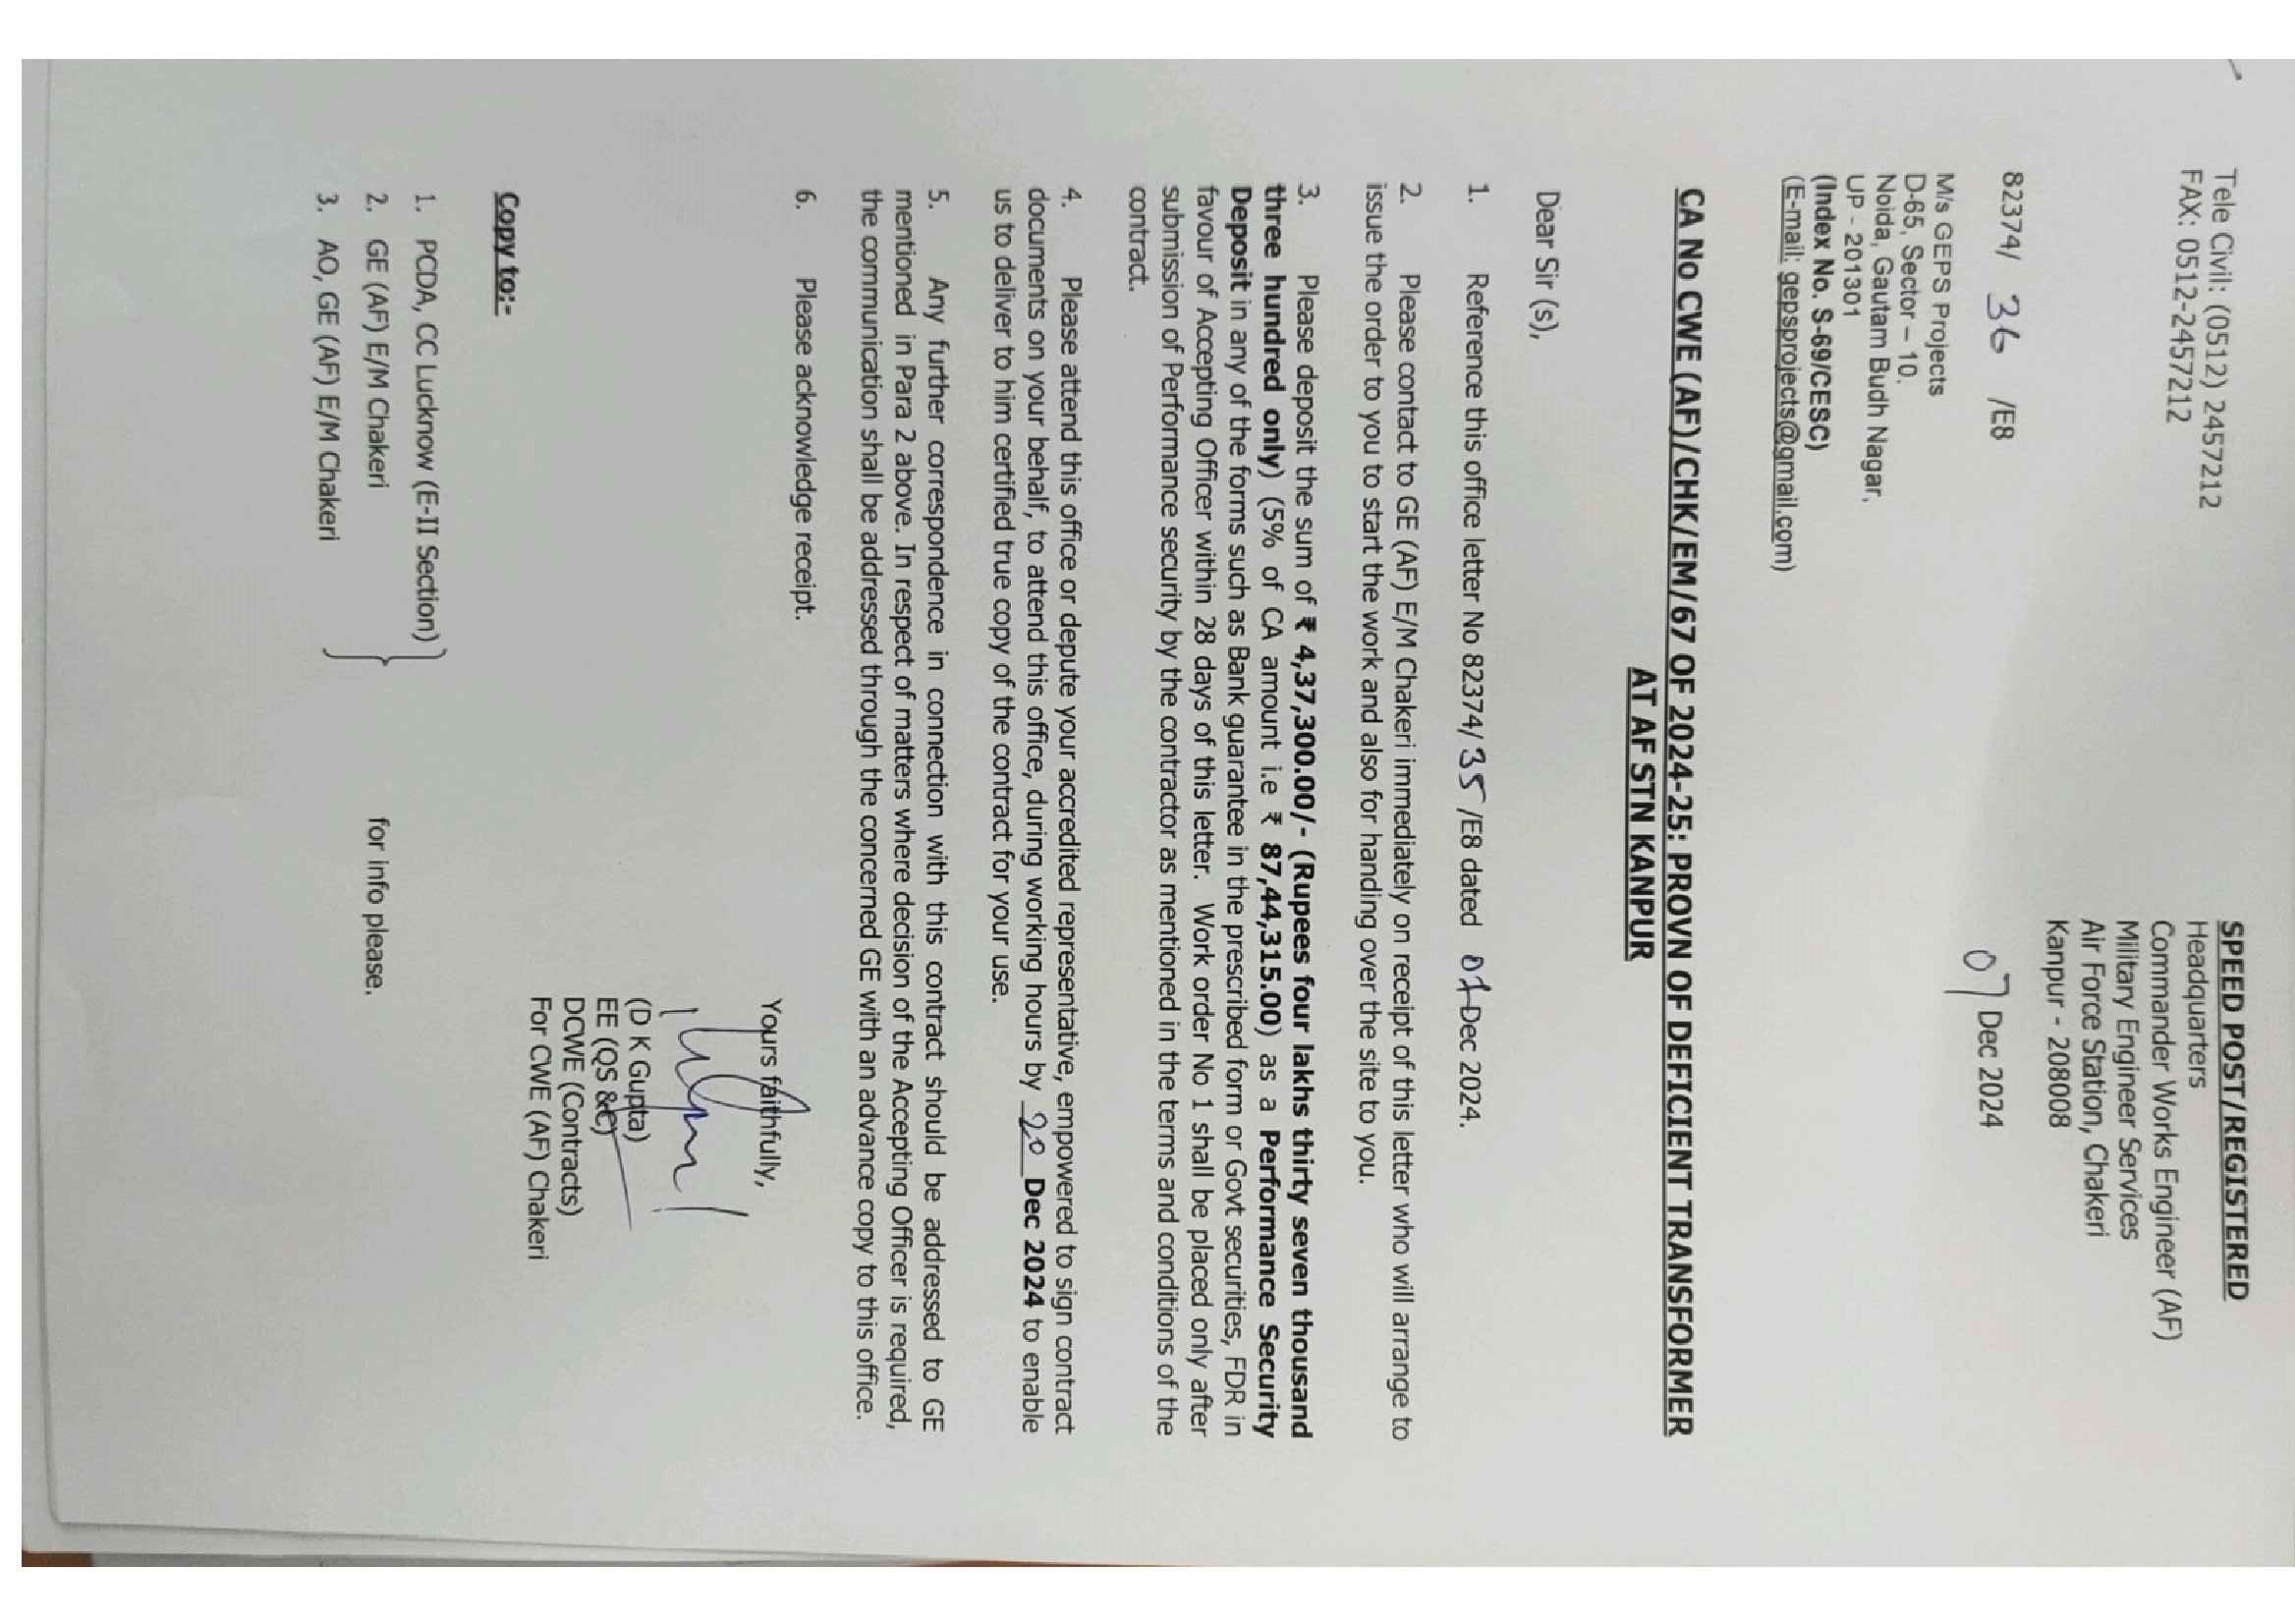 Tele Civil: (0512) 2457212
FAX: 0512-2457212
SPEED POST/REGISTERED
Headquarters
Commander Works Engineer (AF)
Military Engineer Services
Air Force Station, Chakeri
Kanpur - 208008
82374/ 36 /E8
07 Dec 2024
M/s GEPS Projects
D-65, Sector – 10,
Noida, Gautam Budh Nagar,
UP - 201301
(Index No. S-69/CESC)
(E-mail: gepsprojects@gmail.com)
CA No CWE (AF)/CHK/EM/67 OF 2024-25: PROVN OF DEFICIENT TRANSFORMER
AT AF STN KANPUR
Dear Sir (s),
1. Reference this office letter No 82374/ 35 /E8 dated 07 Dec 2024.
2. Please contact to GE (AF) E/M Chakeri immediately on receipt of this letter who will arrange to
issue the order to you to start the work and also for handing over the site to you.
3. Please deposit the sum of ₹ 4,37,300.00/- (Rupees four lakhs thirty seven thousand
three hundred only) (5% of CA amount i.e ₹ 87,44,315.00) as a Performance Security
Deposit in any of the forms such as Bank guarantee in the prescribed form or Govt securities, FDR in
favour of Accepting Officer within 28 days of this letter. Work order No 1 shall be placed only after
submission of Performance security by the contractor as mentioned in the terms and conditions of the
contract.
4. Please attend this office or depute your accredited representative, empowered to sign contract
documents on your behalf, to attend this office, during working hours by 20 Dec 2024 to enable
us to deliver to him certified true copy of the contract for your use.
5. Any further correspondence in connection with this contract should be addressed to GE
mentioned in Para 2 above. In respect of matters where decision of the Accepting Officer is required,
the communication shall be addressed through the concerned GE with an advance copy to this office.
6. Please acknowledge receipt.
Yours faithfully,
(D K Gupta)
EE (QS &C)
DCWE (Contracts)
For CWE (AF) Chakeri
Copy to:-
1. PCDA, CC Lucknow (E-II Section)
2. GE (AF) E/M Chakeri
for info please.
3. AO, GE (AF) E/M Chakeri